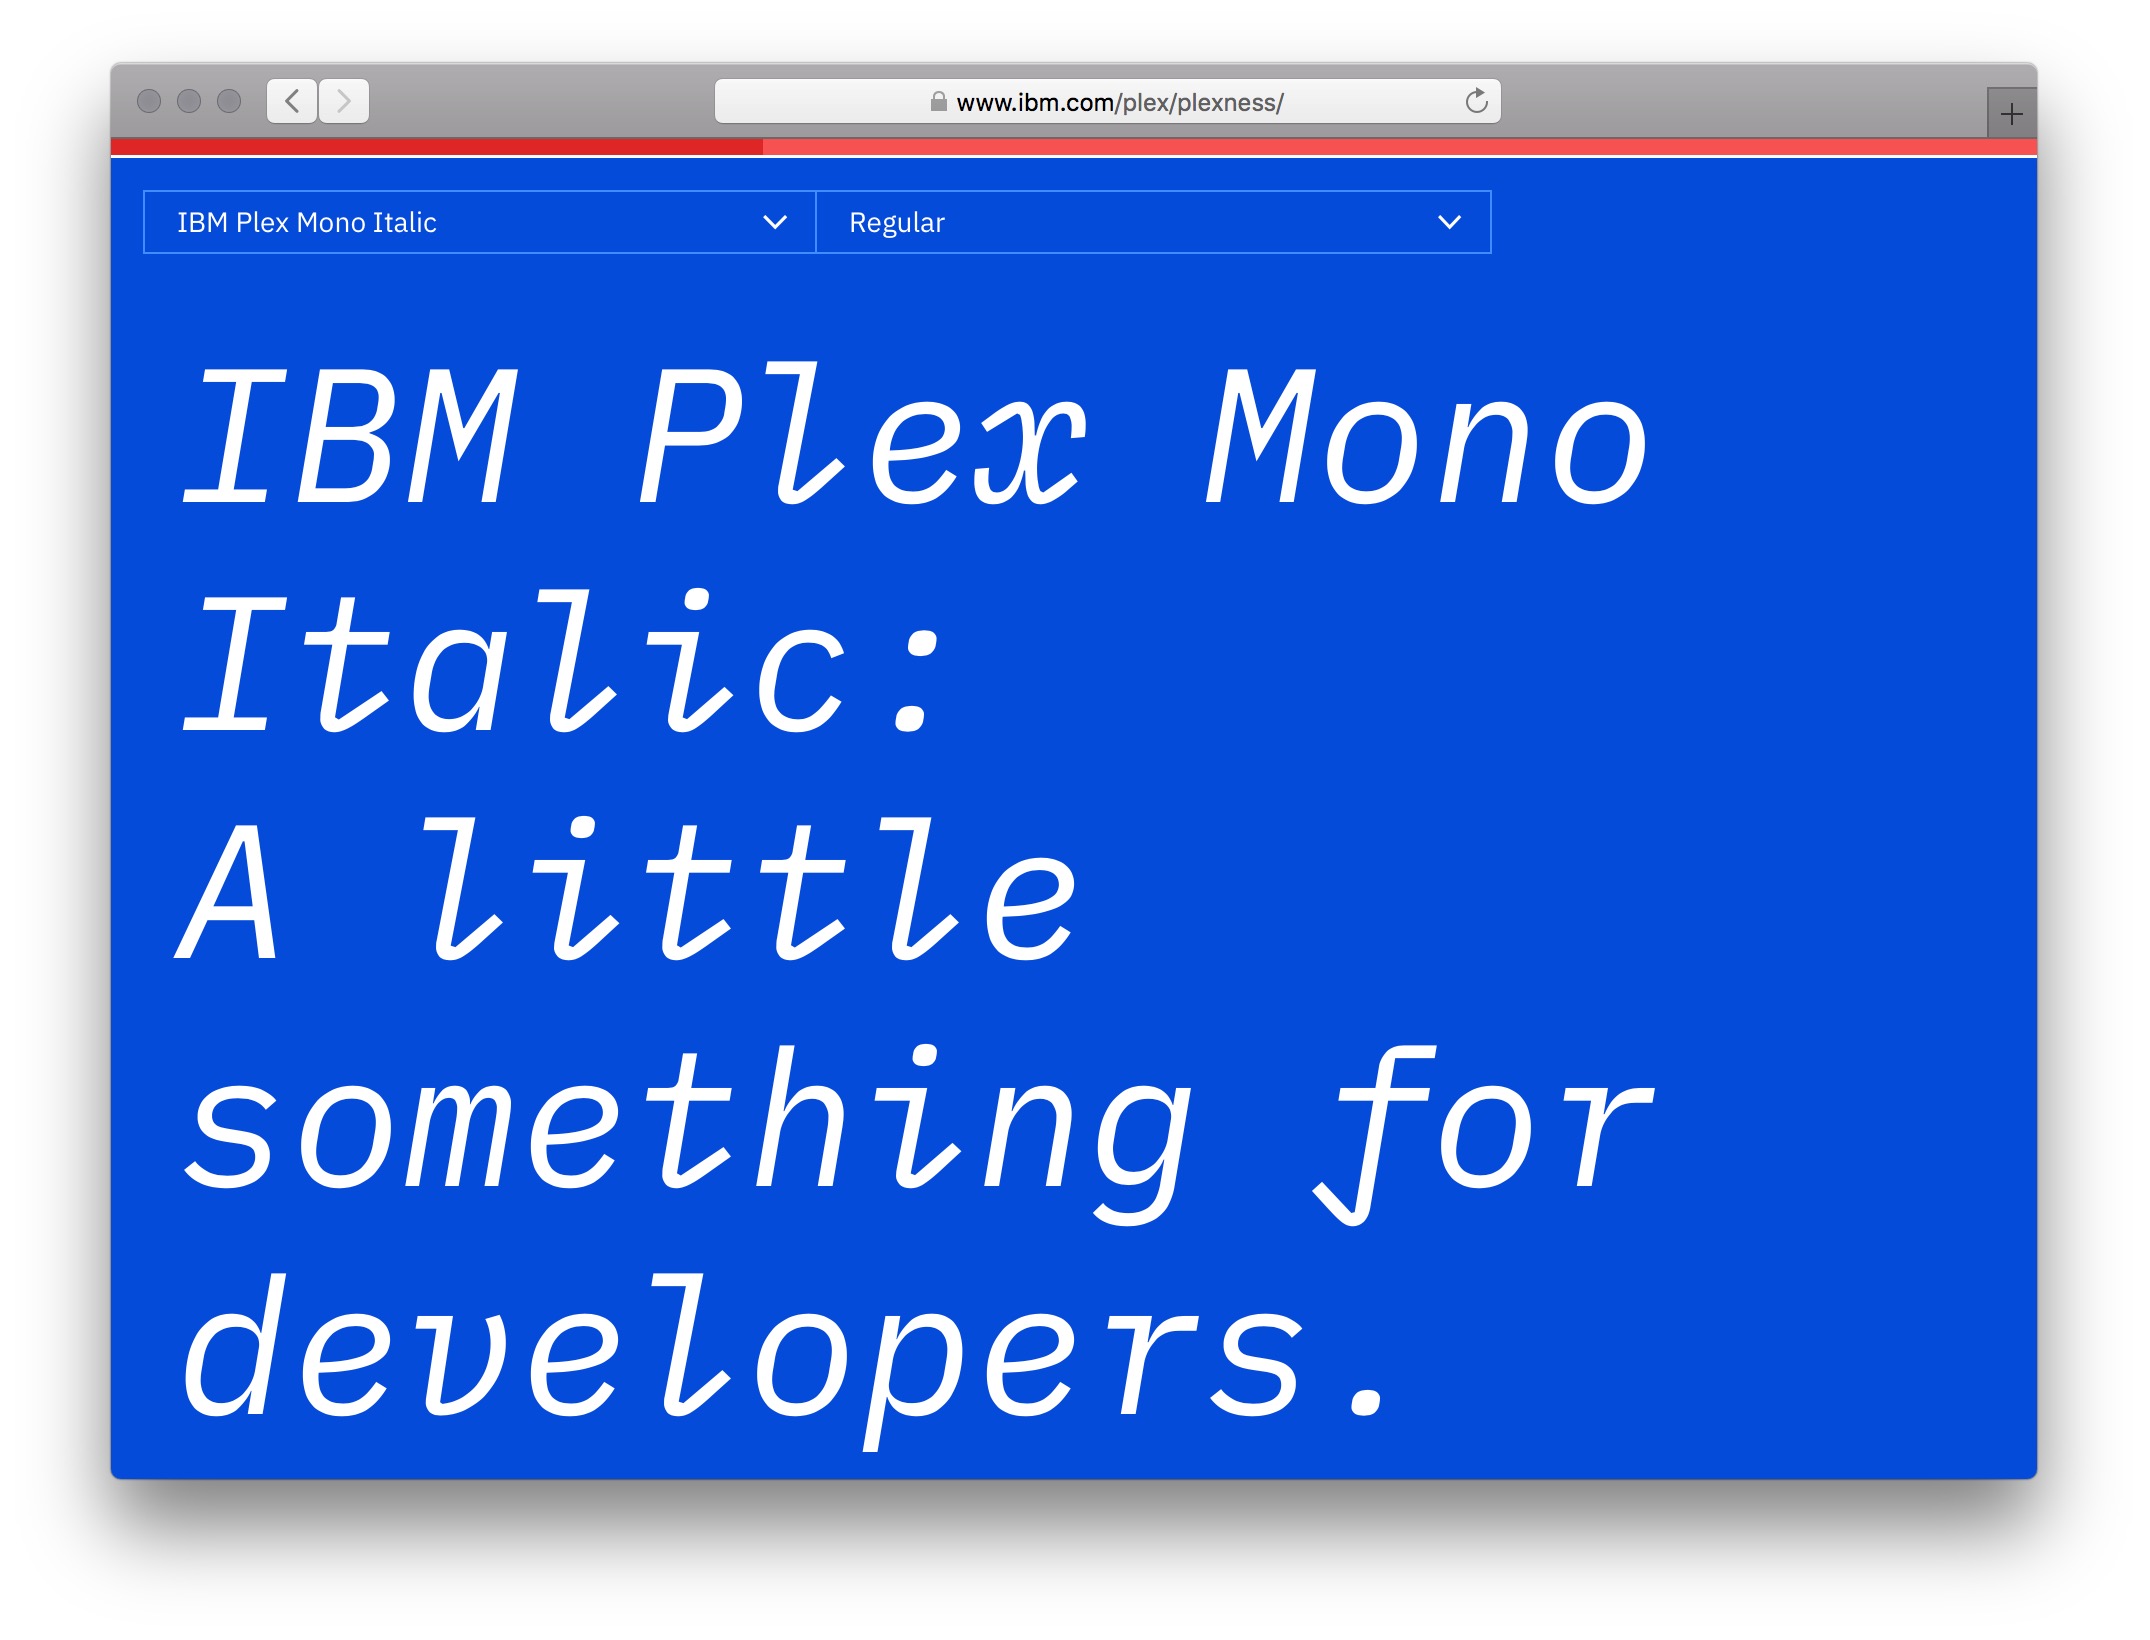 www.ibm.com/plex/plexness/
IBM Plex Mono Italic
Regular
IBM Plex Mono
Italic:
A little
something for
developers.